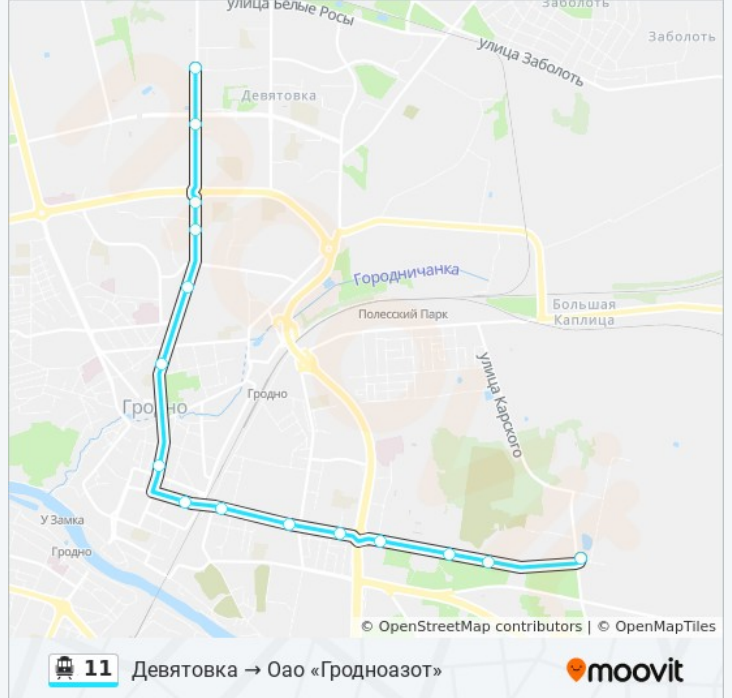 улица Белые Росы
Заболоть
улица Заболоть
Заболоть
Девятовка
Городничанка
Большая
Каплица
Полесский Парк
улица Карского
Гродно
Гродно
У Замка
Гродно
© OpenStreetMap contributors | © OpenMapTiles
11 Девятовка → Оао «Гродноазот»
moovit